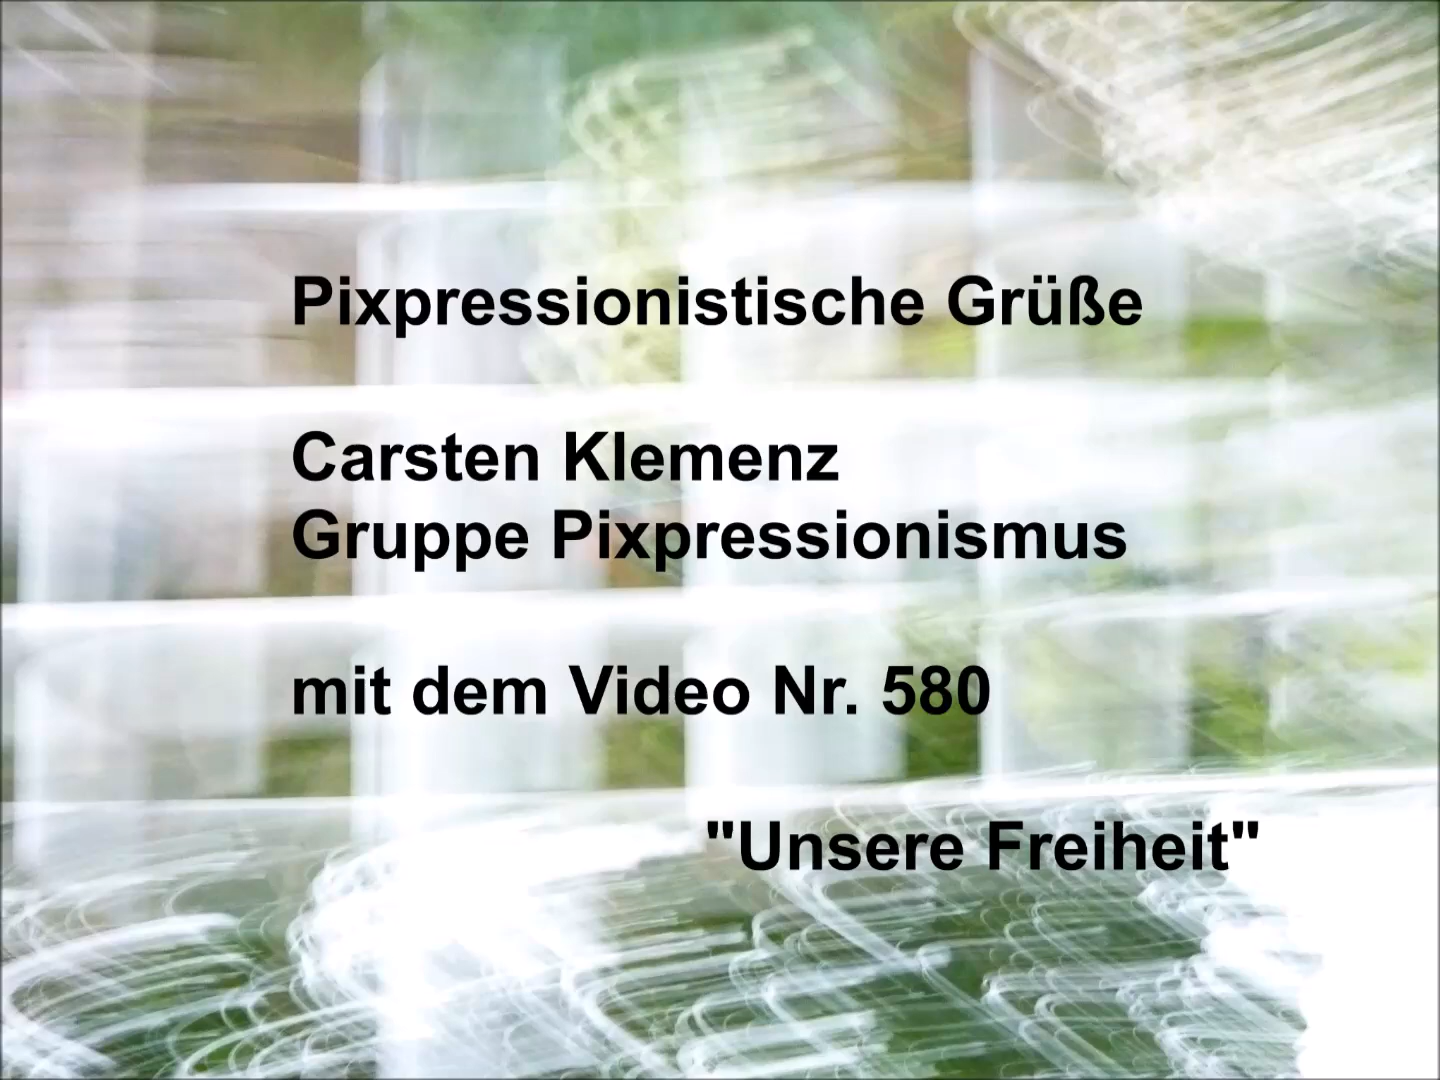 Pixpressionistische Grüße
Carsten Klemenz
Gruppe Pixpressionismus
mit dem Video Nr. 580
"Unsere Freiheit"